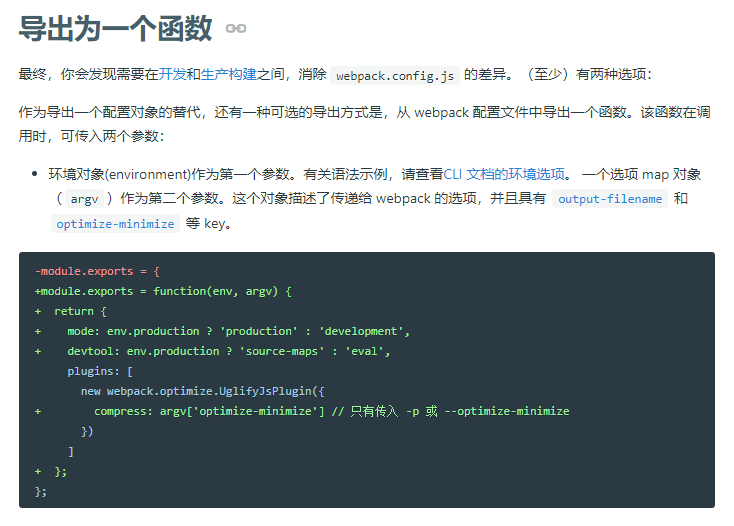 导出为一个函数
最终，你会发现需要在开发和生产构建之间，消除 webpack.config.js 的差异。（至少）有两种选项：
作为导出一个配置对象的替代，还有一种可选的导出方式是，从 webpack 配置文件中导出一个函数。该函数在调
用时，可传入两个参数：
• 环境对象(environment)作为第一个参数。有关语法示例，请查看CLI 文档的环境选项。 一个选项 map 对象
（ argv ）作为第二个参数。这个对象描述了传递给 webpack 的选项，并且具有 output-filename 和
optimize-minimize 等 key。
-module.exports = {
+module.exports = function(env, argv) {
+  return {
+    mode: env.production ? 'production' : 'development',
+    devtool: env.production ? 'source-maps' : 'eval',
     plugins: [
       new webpack.optimize.UglifyJsPlugin({
+        compress: argv['optimize-minimize'] // 只有传入 -p 或 --optimize-minimize
       })
     ]
+  };
};